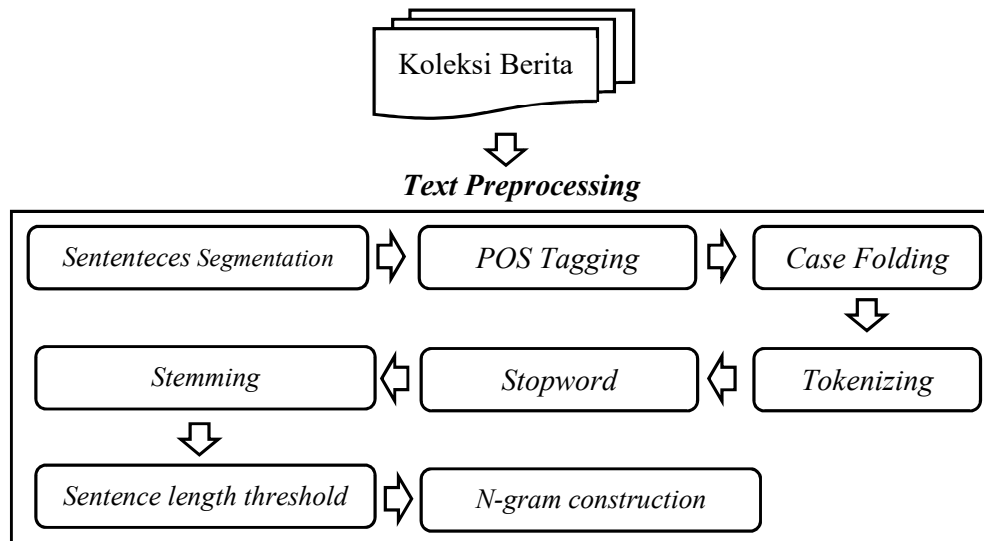 Koleksi Berita
Text Preprocessing
Sententeces Segmentation
POS Tagging
Case Folding
Tokenizing
Stopword
Stemming
Sentence length threshold
N-gram construction